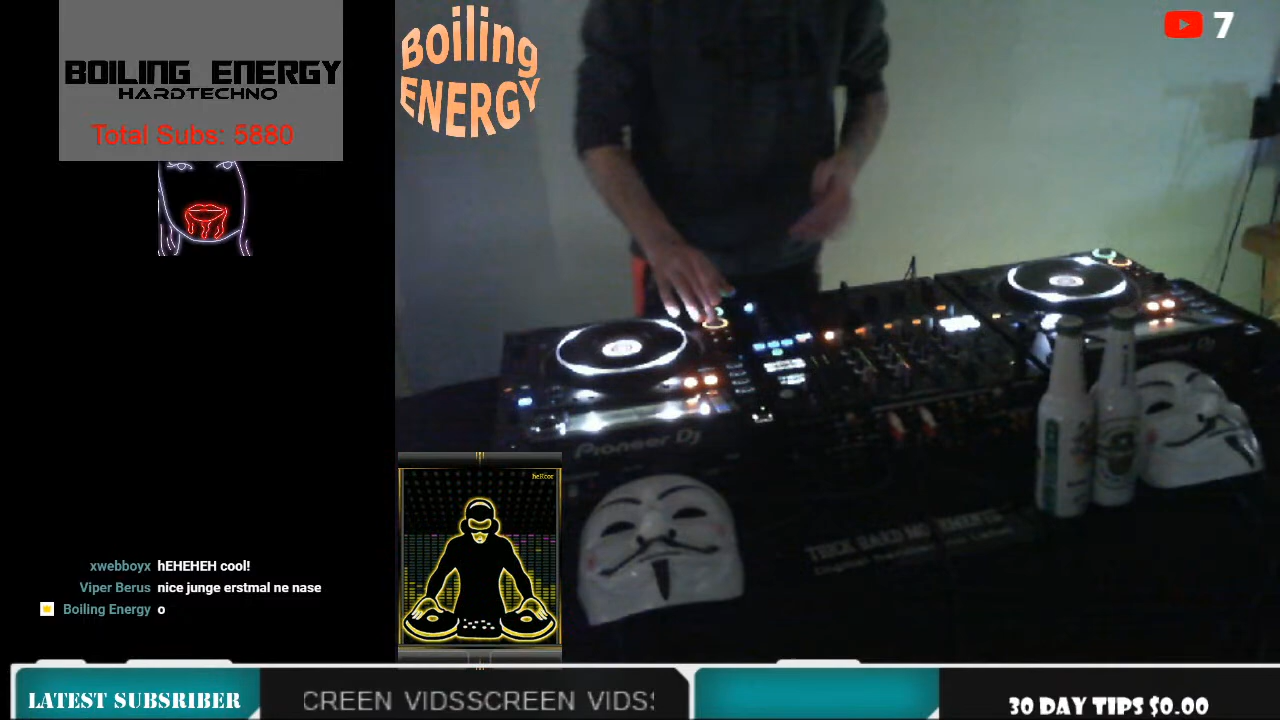 BOILING ENERGY
HARDTECHNO
Total Subs: 5880
Boiling
ENERGY
7
Pioneer Dj
heRcor
xwebboyx hEHEHEH cool!
Viper Berus nice junge erstmal ne nase
Boiling Energy o
LATEST SUBSRIBER
CREEN VIDSSCREEN VIDS
30 DAY TIPS $0.00